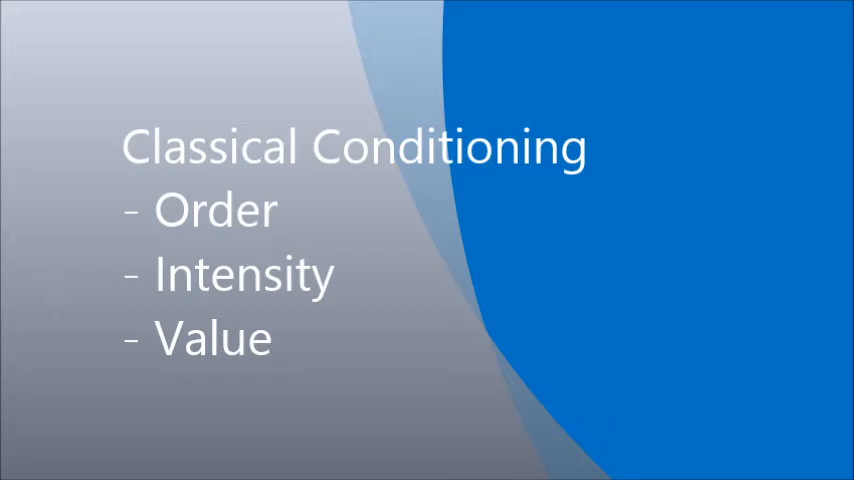 Classical Conditioning
- Order
- Intensity
- Value